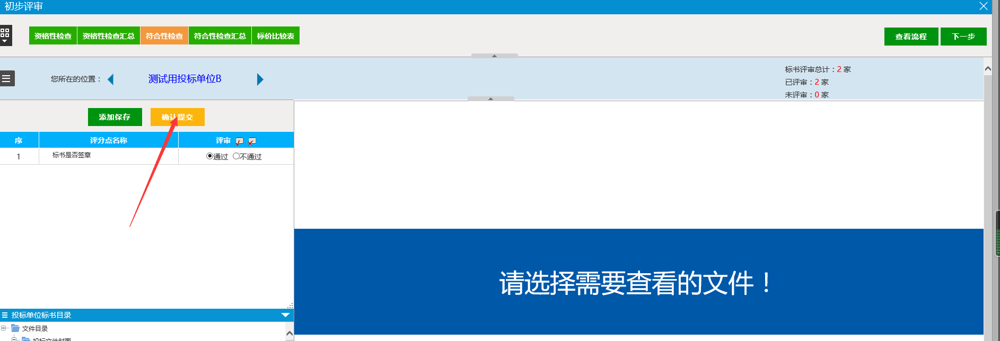 初步评审
资格性检查 资格性检查汇总 符合性检查 符合性检查汇总 标价比较表
查看流程 下一步
您所在的位置： 测试用投标单位B
标书评审总计：2 家
已评审：2 家
未评审：0 家
添加保存 确认提交
序 评分点名称 评审
1 标书是否签章 通过 不通过
请选择需要查看的文件！
投标单位标书目录
文件目录
投标文件封面